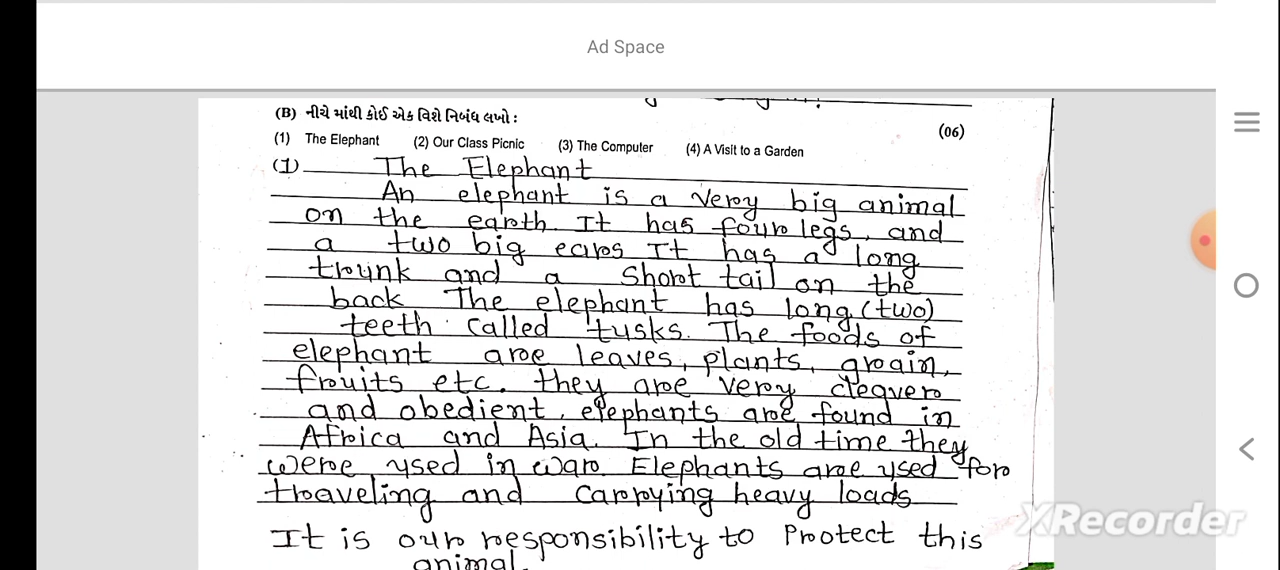 Ad Space
(B) નીચે માંથી કોઈ એક વિશે નિબંધ લખો :
(06)
(1) The Elephant (2) Our Class Picnic (3) The Computer (4) A Visit to a Garden
(1) The Elephant
An elephant is a very big animal
on the earth It has four legs, and
a two big ears It has a long
trunk and a short tail on the
back The elephant has long (two)
teeth called tusks. The foods of
elephant are leaves, plants, grain,
fruits etc. they are very cleaver
and obedient, elephants are found in
Africa and Asia. In the old time they
were used in war. Elephants are used for
traveling and carrying heavy loads
It is our responsibility to Protect this
animal.
XRecorder